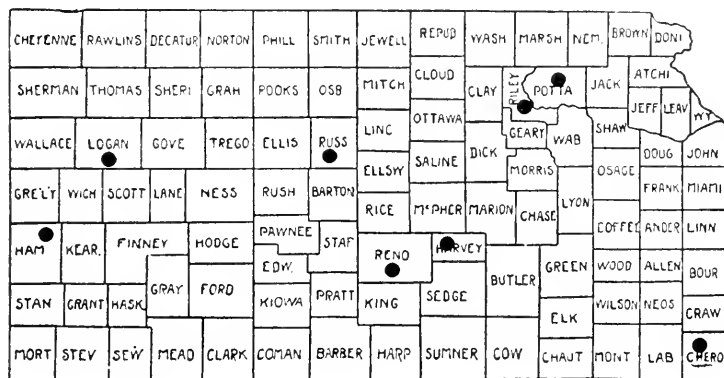 CHEYENNE RAWLINS DECATUR NORTON PHILL SMITH JEWELL REPUB WASH MARSH NEM. BROWN DONI
SHERMAN THOMAS SHERI GRAH POOKS OSB MITCH CLOUD CLAY RILEY POTTA JACK ATCHI
OTTAWA JEFF LEAV WY
WALLACE LOGAN GOVE TREGO ELLIS RUSS LINC DICK GEARY WAB SHAW
SALINE DOUG JOHN
GREL'Y WICH SCOTT LANE NESS RUSH BARTON ELLSW MORRIS OSAGE FRANK MIAMI
RICE McPHER MARION CHASE LYON
HAM KEAR. FINNEY HODGE PAWNEE STAF RENO HARVEY COFFEY ANDER LINN
EDW. BUTLER GREEN WOOD ALLEN BOUR
STAN GRANT HASK GRAY FORD KIOWA PRATT KING SEDGE ELK WILSON NEOS CRAW
MORT STEV SEW MEAD CLARK COMAN BARBER HARP SUMNER COW CHAUT MONT LAB CHERO